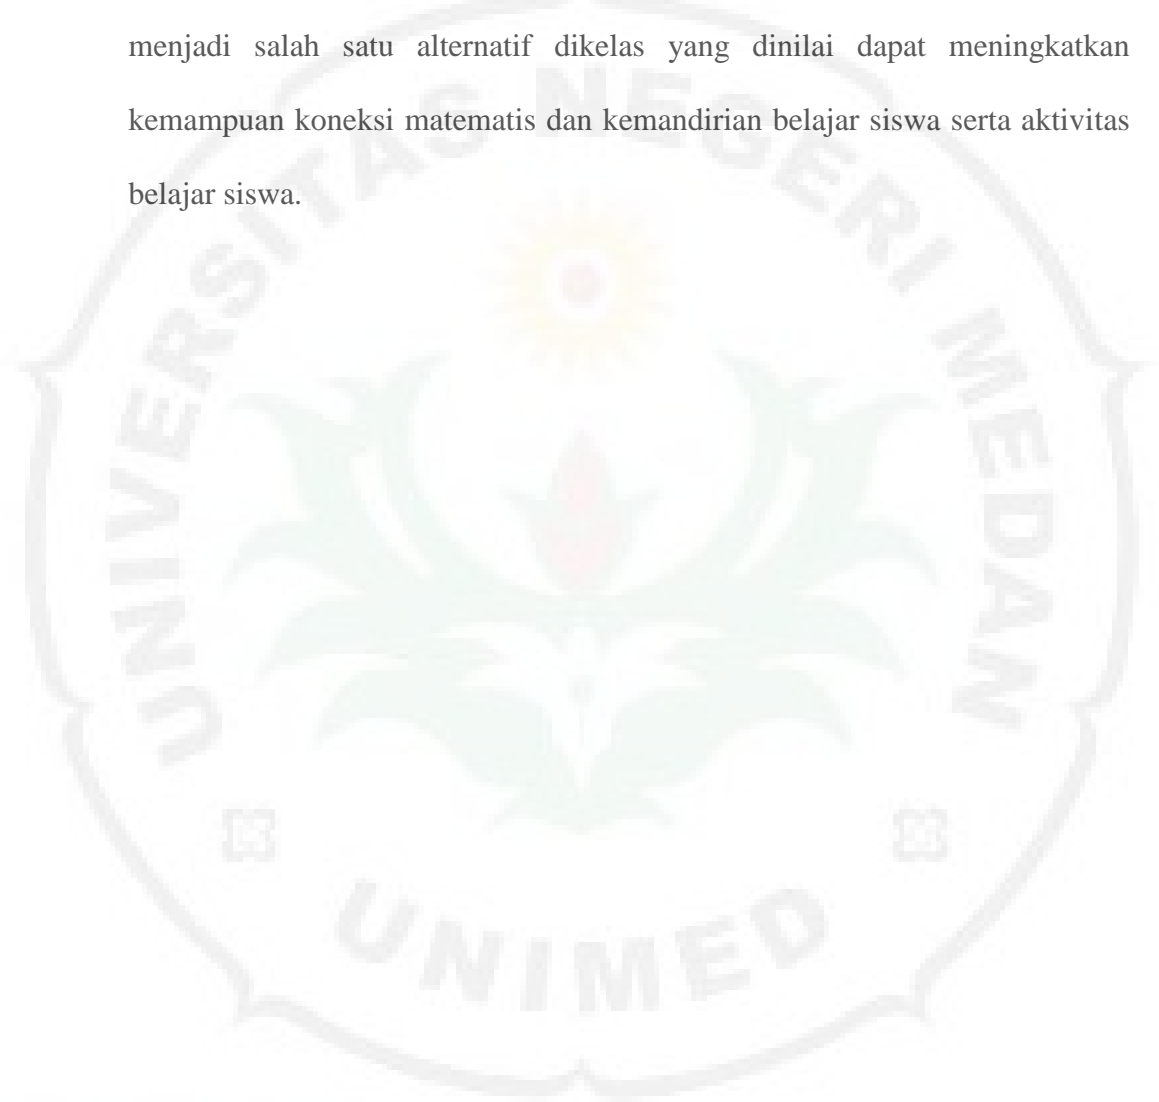 menjadi salah satu alternatif dikelas yang dinilai dapat meningkatkan
kemampuan koneksi matematis dan kemandirian belajar siswa serta aktivitas
belajar siswa.
UNIVERSITAS NEGERI MEDAN
UNIMED